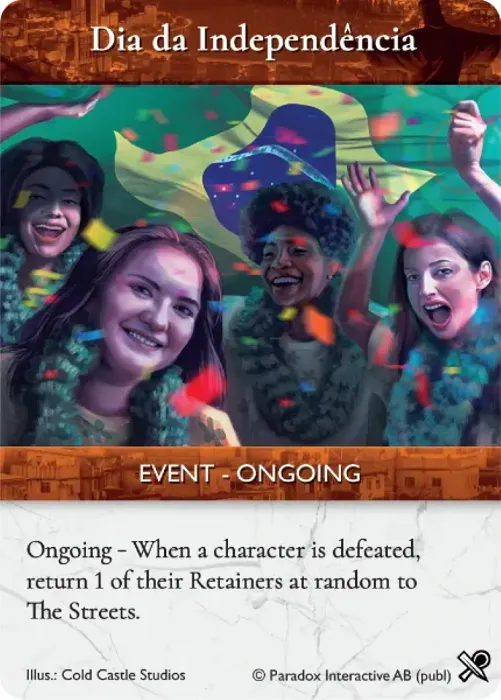 Dia da Independência
EVENT - ONGOING
Ongoing – When a character is defeated,
return 1 of their Retainers at random to
The Streets.
Illus.: Cold Castle Studios
© Paradox Interactive AB (publ)